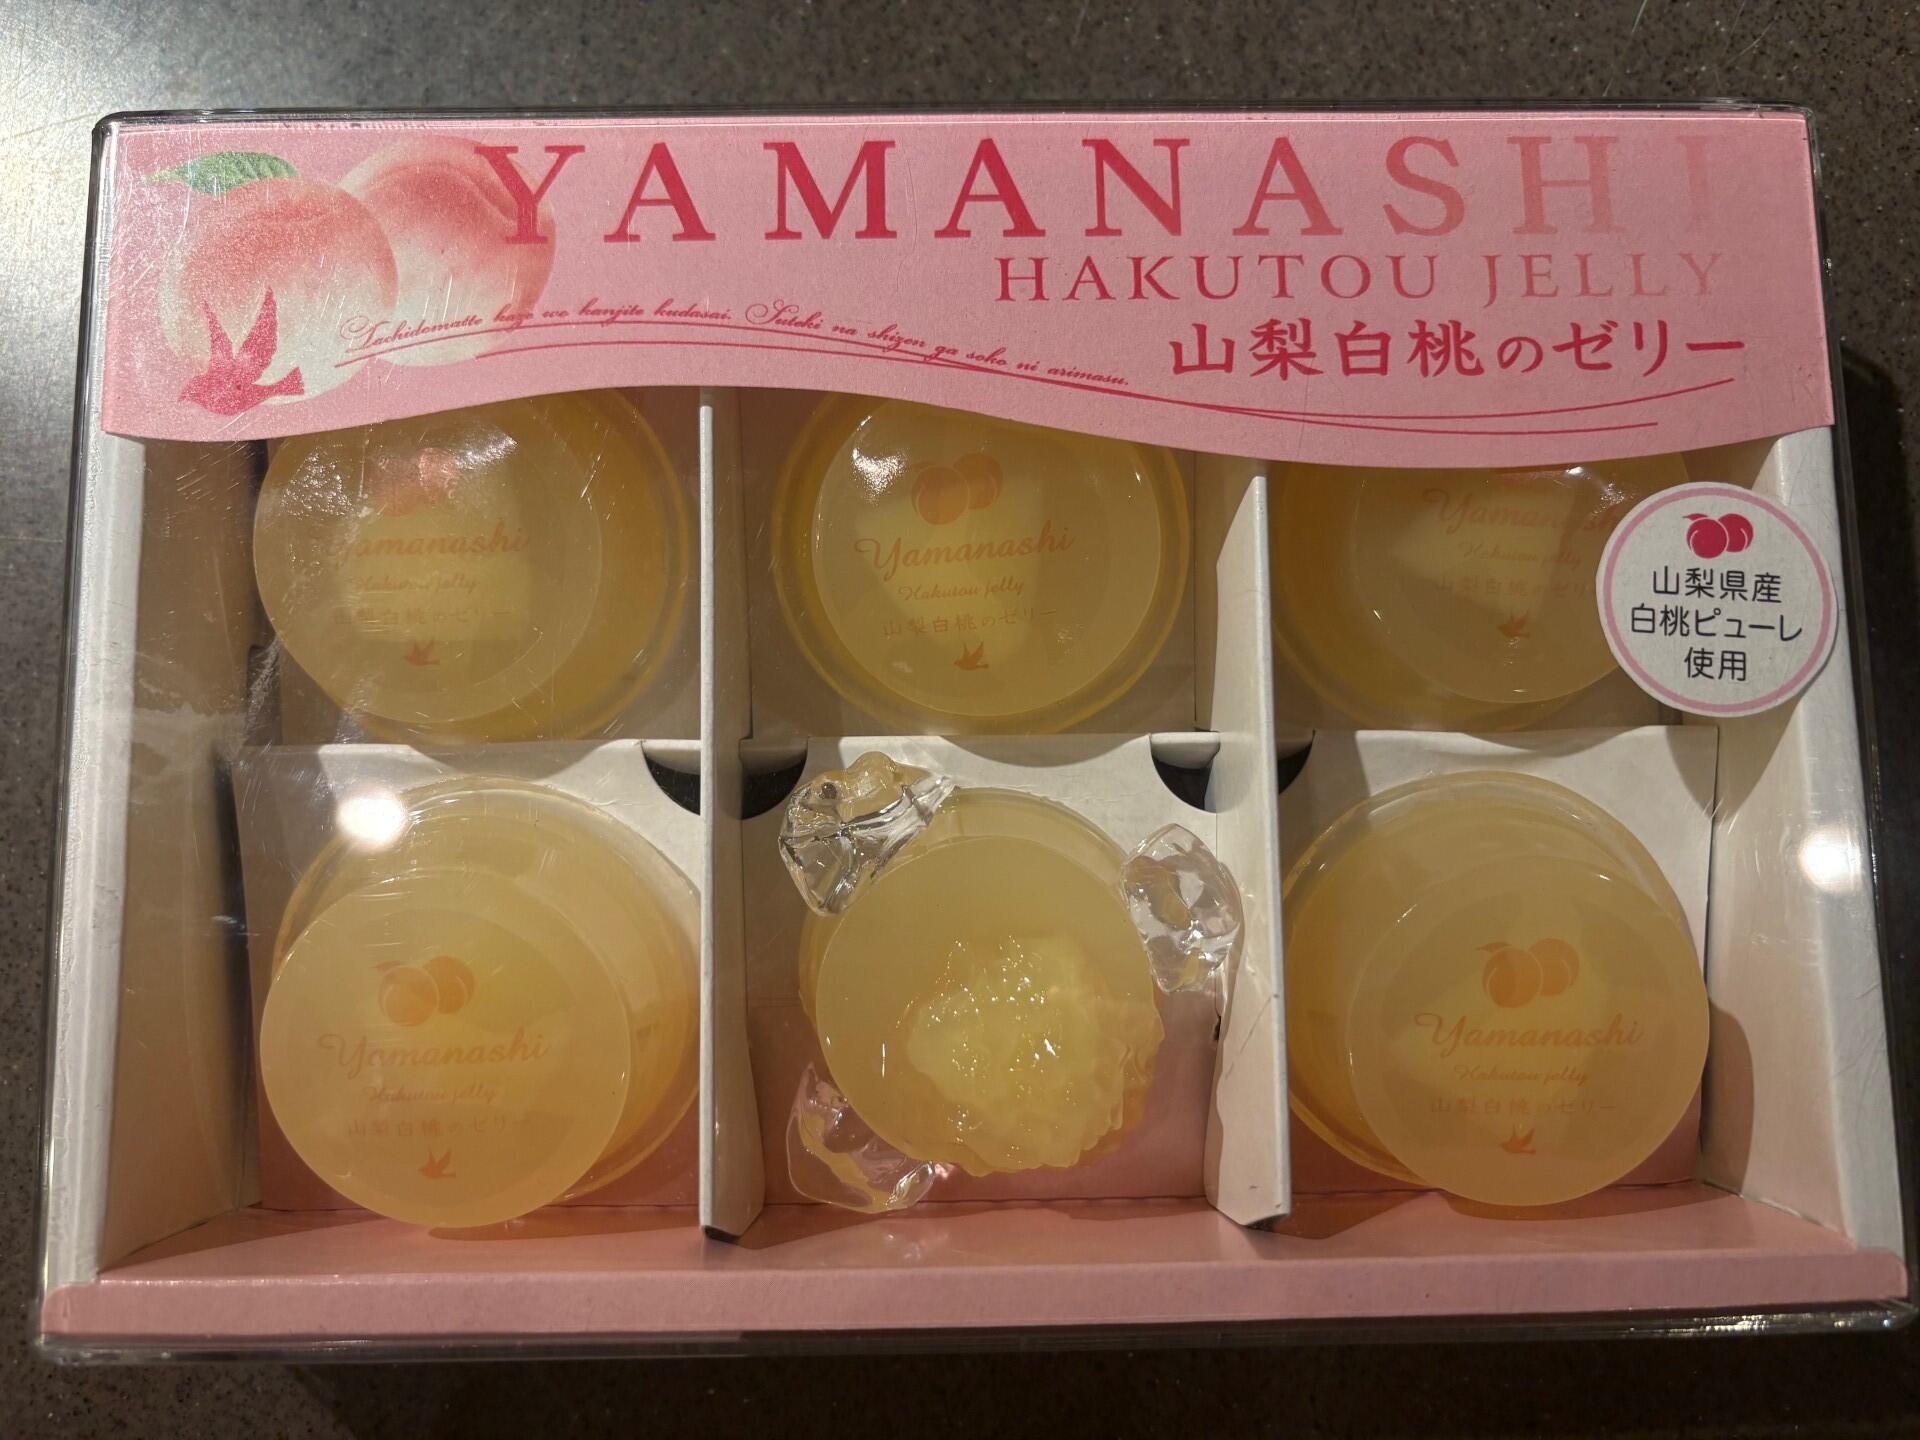 YAMANASHI
HAKUTOU JELLY
Tachidomatte kaze wo kanjite kudasai. Suteki na shizen ga soko ni arimasu.
山梨白桃のゼリー
Yamanashi
Hakutou jelly
山梨白桃のゼリー
Yamanashi
Hakutou jelly
山梨白桃のゼリー
Yamanashi
Hakutou jelly
山梨白桃のゼリー
山梨県産
白桃ピューレ
使用
Yamanashi
Hakutou jelly
山梨白桃のゼリー
Yamanashi
Hakutou jelly
山梨白桃のゼリー